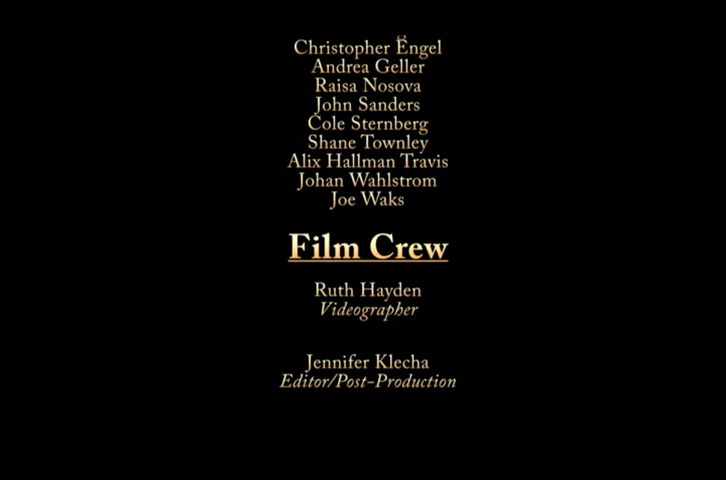 Christopher Engel
Andrea Geller
Raisa Nosova
John Sanders
Cole Sternberg
Shane Townley
Alix Hallman Travis
Johan Wahlstrom
Joe Waks
Film Crew
Ruth Hayden
Videographer
Jennifer Klecha
Editor/Post-Production